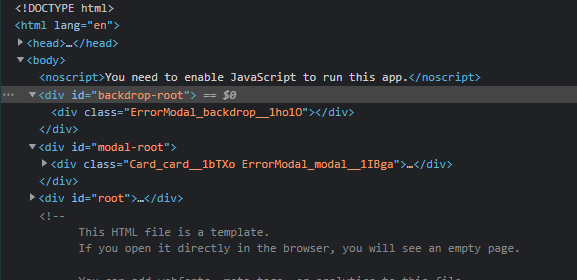 <!DOCTYPE html>
<html lang="en">
<head>…</head>
<body>
<noscript>You need to enable JavaScript to run this app.</noscript>
<div id="backdrop-root"> == $0
<div class="ErrorModal_backdrop__1ho1O"></div>
</div>
<div id="modal-root">
<div class="Card_card__1bTXo ErrorModal_modal__1IBga">…</div>
</div>
<div id="root">…</div>
<!--
This HTML file is a template.
If you open it directly in the browser, you will see an empty page.
You can add webfonts, meta tags, or analytics to this file.